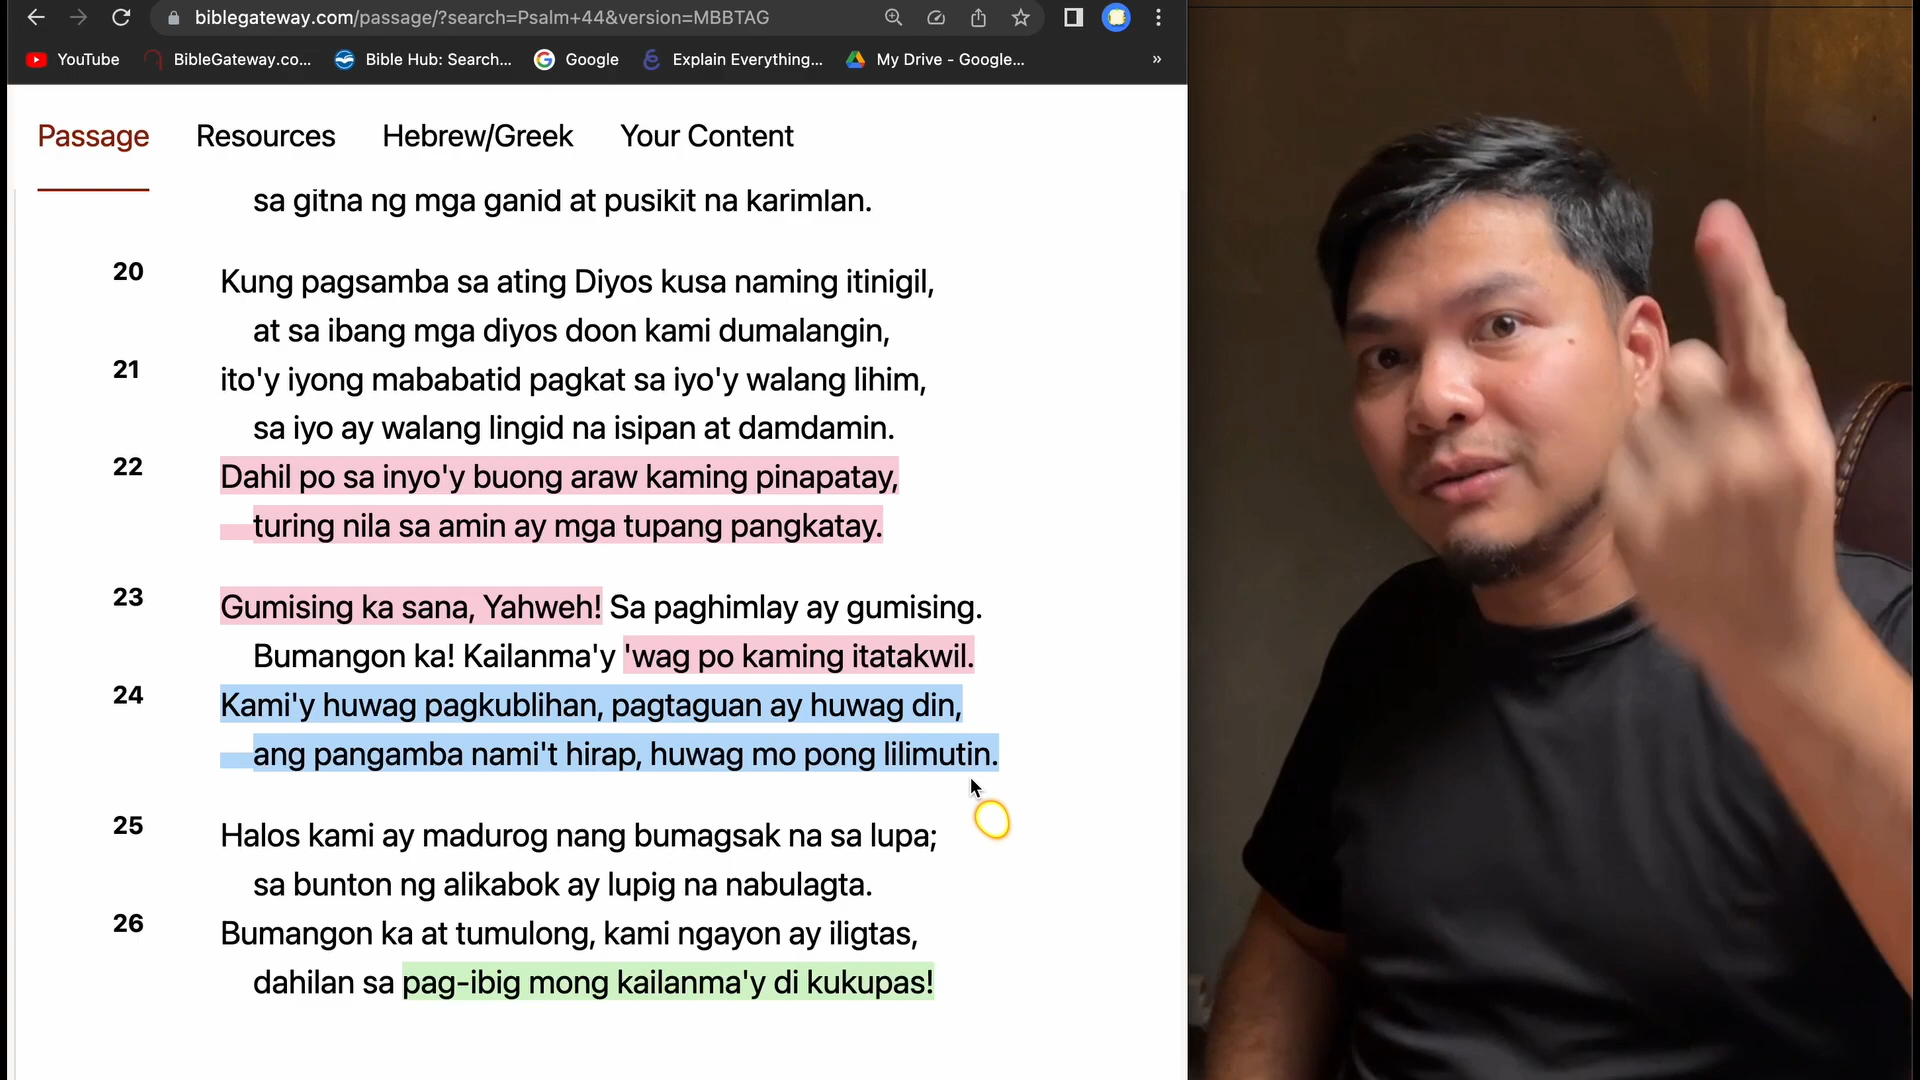 biblegateway.com/passage/?search=Psalm+44&version=MBBTAG
YouTube BibleGateway.co... Bible Hub: Search... Google Explain Everything... My Drive - Google... »
Passage Resources Hebrew/Greek Your Content
sa gitna ng mga ganid at pusikit na karimlan.
20 Kung pagsamba sa ating Diyos kusa naming itinigil,
at sa ibang mga diyos doon kami dumalangin,
21 ito'y iyong mababatid pagkat sa iyo'y walang lihim,
sa iyo ay walang lingid na isipan at damdamin.
22 Dahil po sa inyo'y buong araw kaming pinapatay,
turing nila sa amin ay mga tupang pangkatay.
23 Gumising ka sana, Yahweh! Sa paghimlay ay gumising.
Bumangon ka! Kailanma'y 'wag po kaming itatakwil.
24 Kami'y huwag pagkublihan, pagtaguan ay huwag din,
ang pangamba nami't hirap, huwag mo pong lilimutin.
25 Halos kami ay madurog nang bumagsak na sa lupa;
sa bunton ng alikabok ay lupig na nabulagta.
26 Bumangon ka at tumulong, kami ngayon ay iligtas,
dahilan sa pag-ibig mong kailanma'y di kukupas!